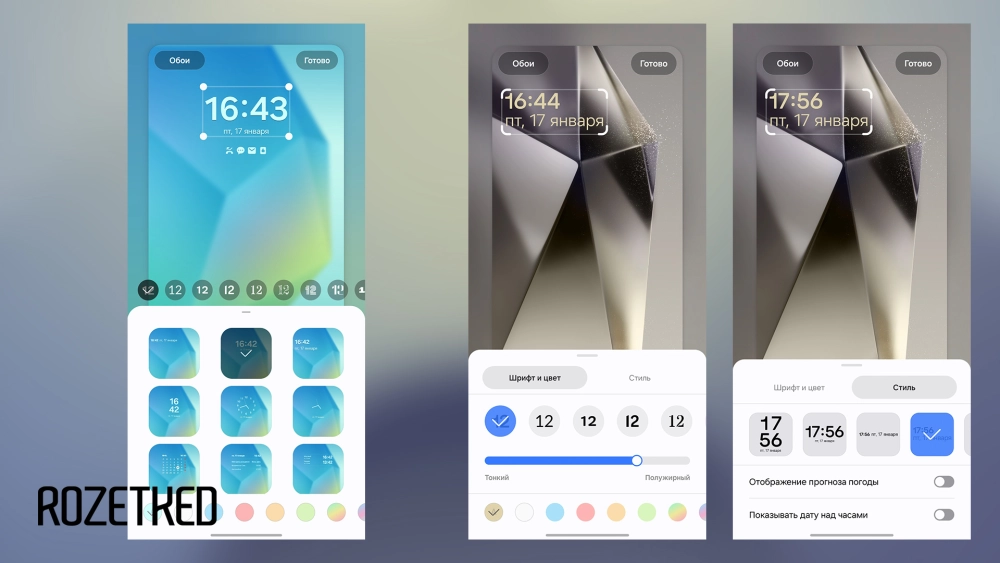 Обои
Готово
16:43
пт, 17 января
12
12
12
12
12
12
12
16:42
16:42
16
42
ROZETKED
Обои
Готово
16:44
пт, 17 января
Шрифт и цвет
Стиль
12
12
12
12
Тонкий
Полужирный
Обои
Готово
17:56
пт, 17 января
Шрифт и цвет
Стиль
17
56
пт, 17 января
17:56
пт, 17 января
17:56 пт, 17 января
17:56
Отображение прогноза погоды
Показывать дату над часами